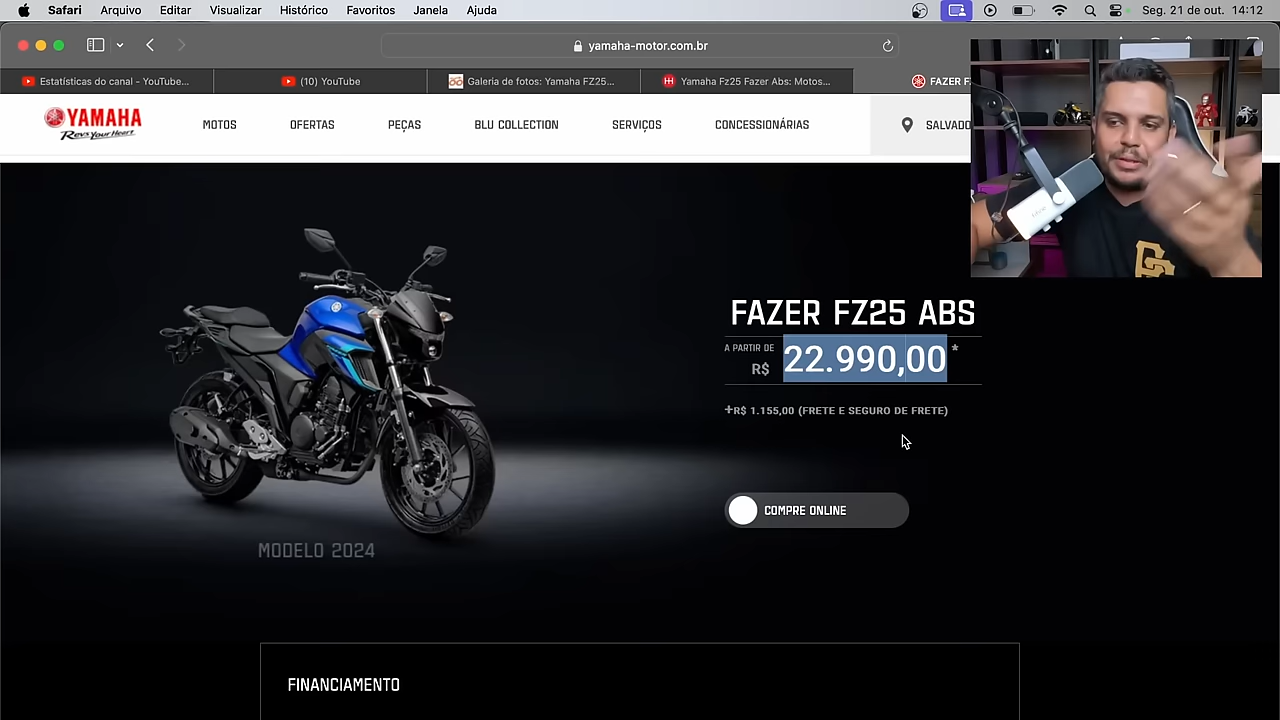 Safari Arquivo Editar Visualizar Histórico Favoritos Janela Ajuda Seg. 21 de out. 14:12
yamaha-motor.com.br
Estatísticas do canal - YouTube... (10) YouTube Galeria de fotos: Yamaha FZ25... Yamaha Fz25 Fazer Abs: Motos... FAZER F
YAMAHA
Revs Your Heart
MOTOS OFERTAS PEÇAS BLU COLLECTION SERVIÇOS CONCESSIONÁRIAS SALVADO
FAZER FZ25 ABS
A PARTIR DE
R$ 22.990,00 *
+R$ 1.155,00 (FRETE E SEGURO DE FRETE)
COMPRE ONLINE
MODELO 2024
FINANCIAMENTO